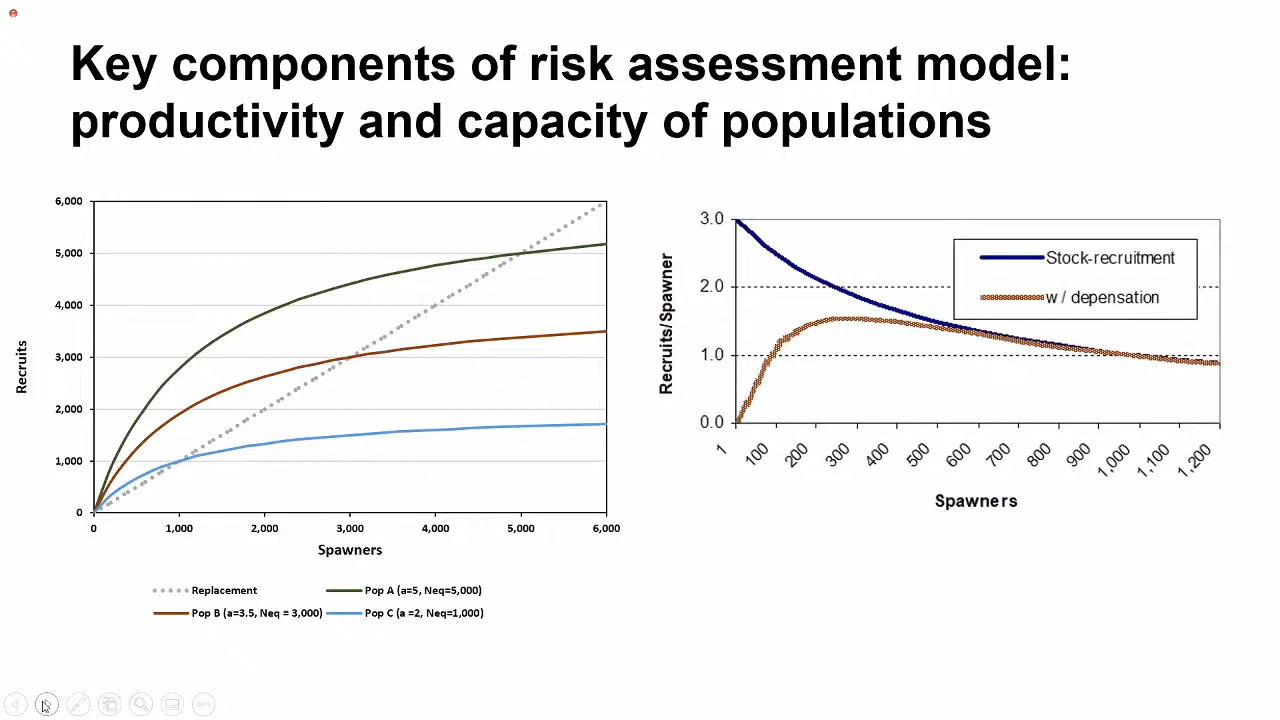 Key components of risk assessment model:
productivity and capacity of populations
6,000
5,000
4,000
3,000
2,000
1,000
0
Recruits
0 1,000 2,000 3,000 4,000 5,000 6,000
Spawners
Replacement Pop A (a=5, Neq=5,000)
Pop B (a=3.5, Neq = 3,000) Pop C (a =2, Neq=1,000)
3.0
2.0
1.0
0.0
Recruits/Spawner
Stock-recruitment
w / depensation
1 100 200 300 400 500 600 700 800 900 1,000 1,100 1,200
Spawners